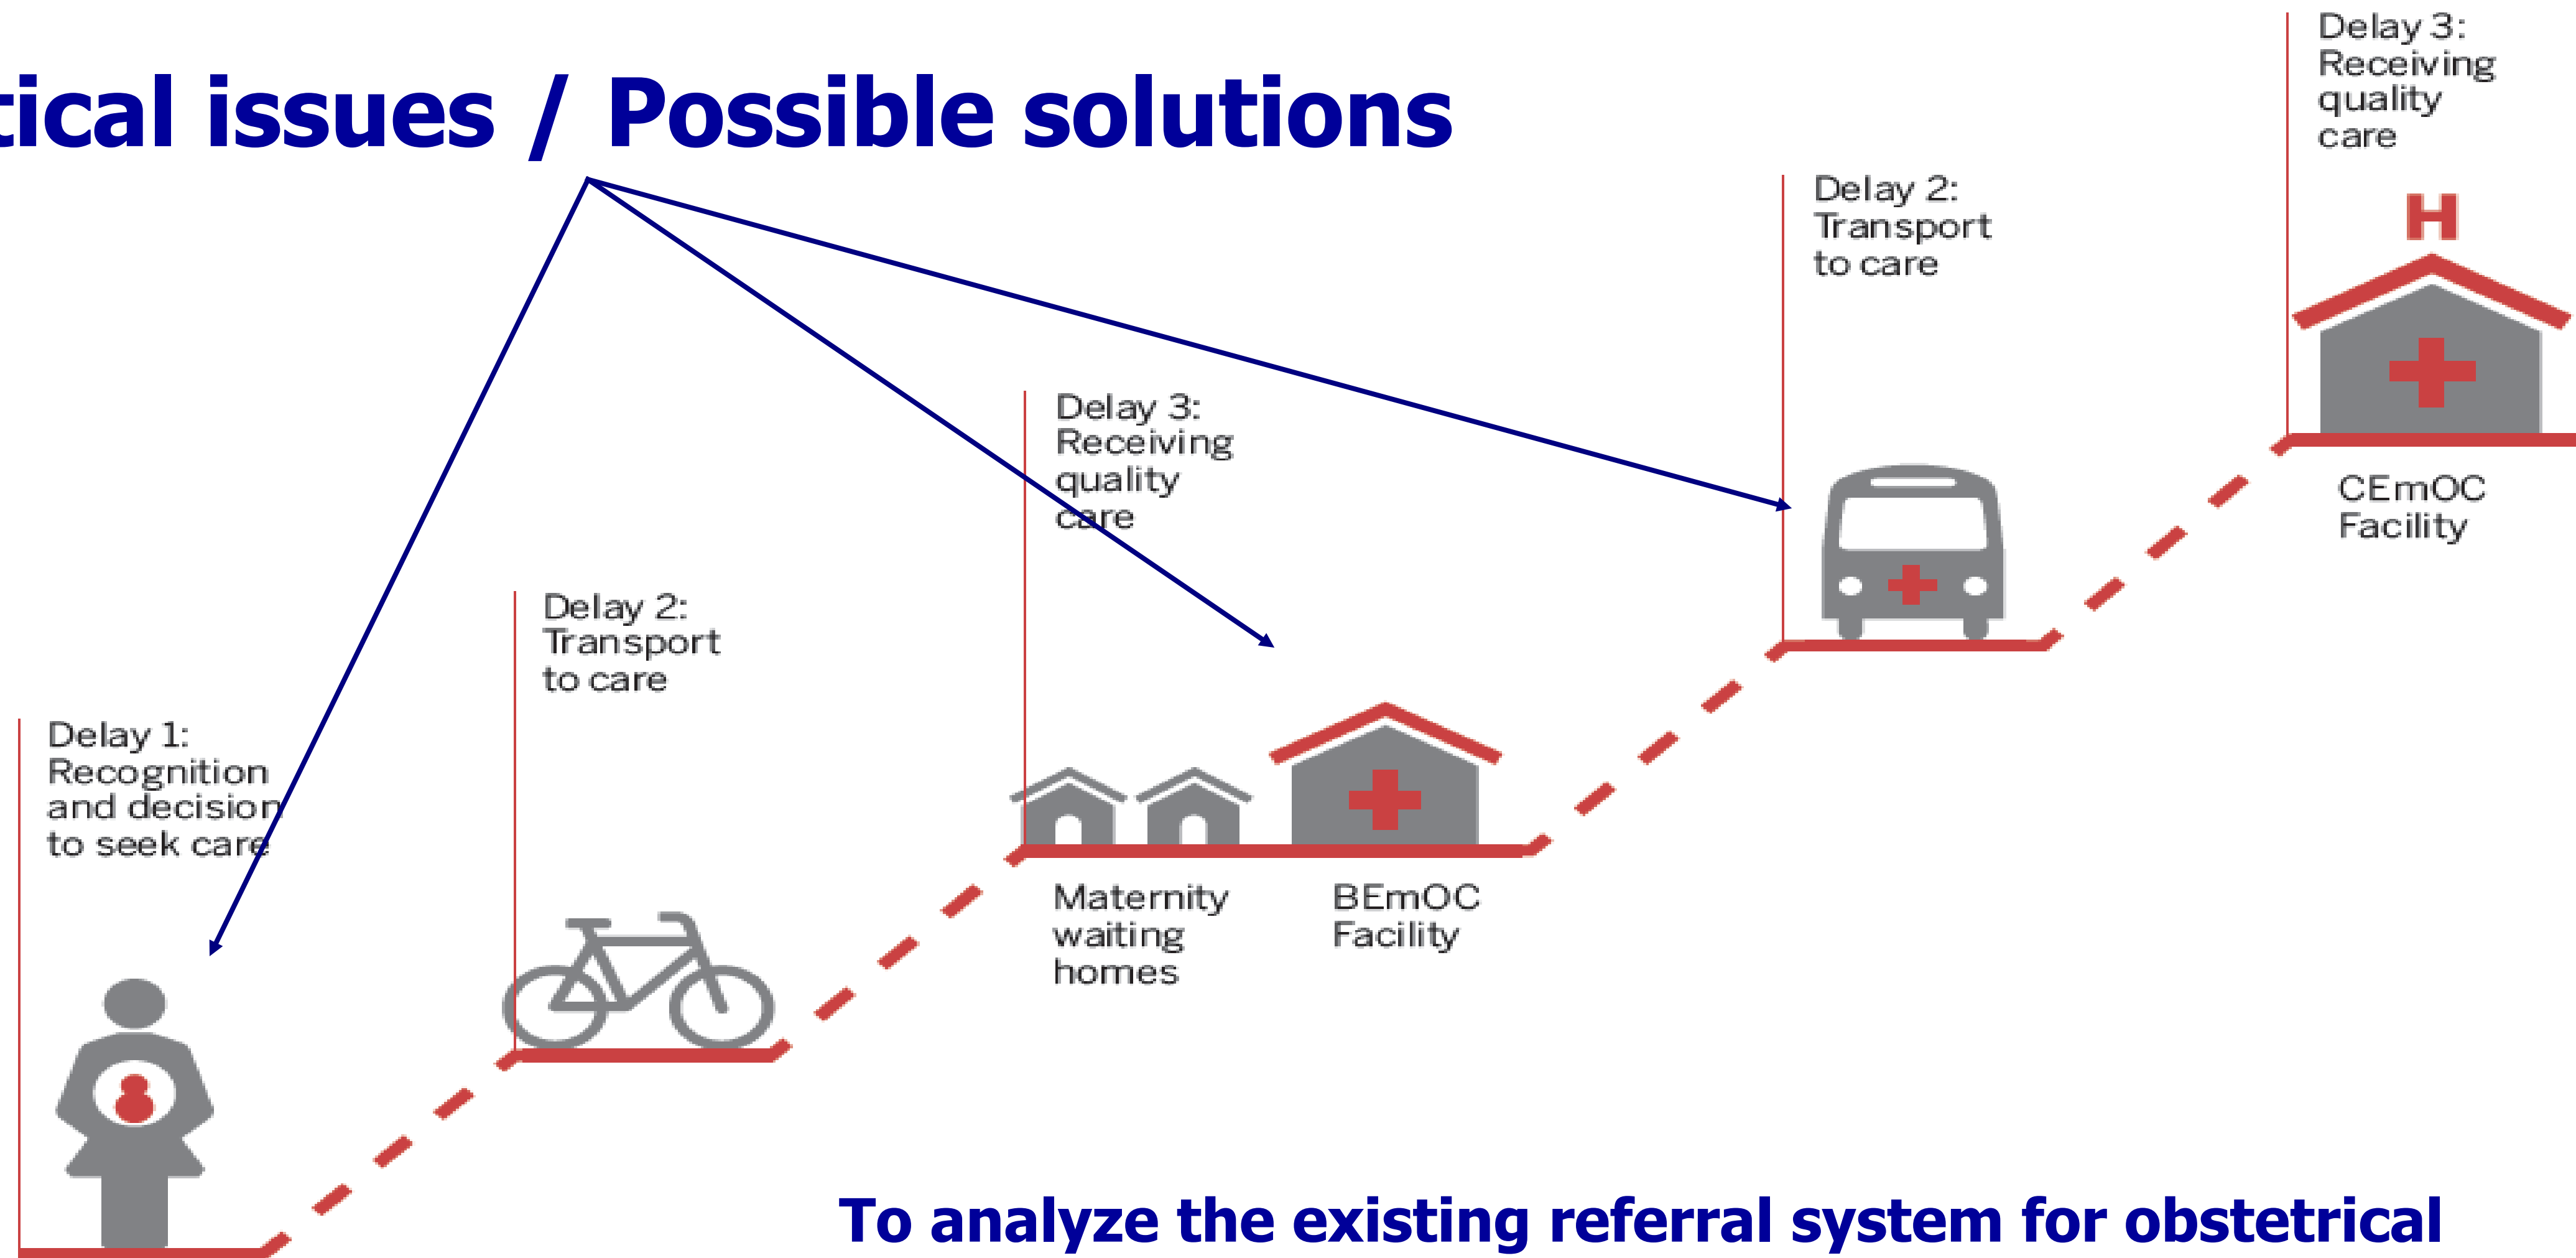 tical issues / Possible solutions
Delay 1:
Recognition
and decision
to seek care
Delay 2:
Transport
to care
Delay 3:
Receiving
quality
care
Maternity
waiting
homes
BEmOC
Facility
Delay 2:
Transport
to care
Delay 3:
Receiving
quality
care
H
CEmOC
Facility
To analyze the existing referral system for obstetrical